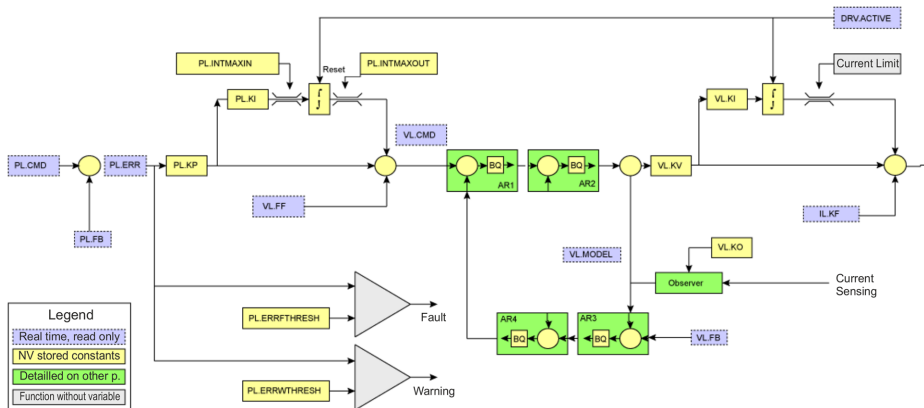 DRV.ACTIVE
PL.INTMAXIN
Reset
PL.INTMAXOUT
Current Limit
PL.KI
VL.KI
VL.CMD
PL.CMD
PL.ERR
PL.KP
BQ
AR1
BQ
AR2
VL.KV
VL.FF
IL.KF
PL.FB
VL.MODEL
VL.KO
Observer
Current
Sensing
Fault
PL.ERRFTHRESH
AR4
BQ
AR3
BQ
VL.FB
Warning
PL.ERRWTHRESH
Legend
Real time, read only
NV stored constants
Detailled on other p.
Function without variable